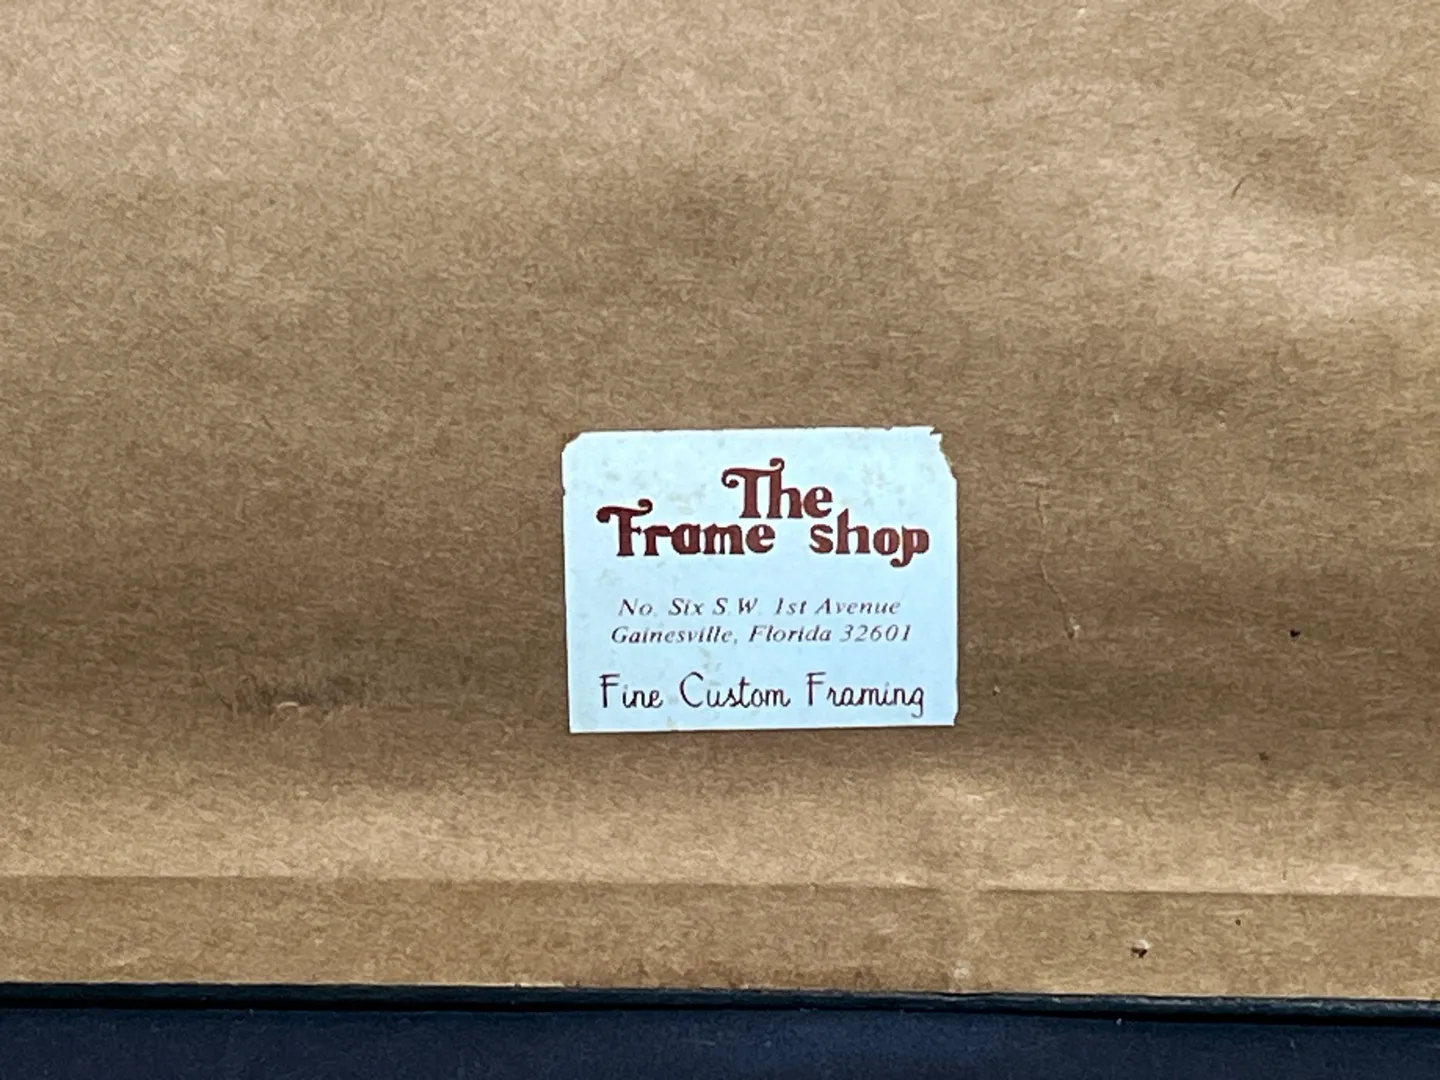 The
Frame shop
No. Six S.W. 1st Avenue
Gainesville, Florida 32601
Fine Custom Framing